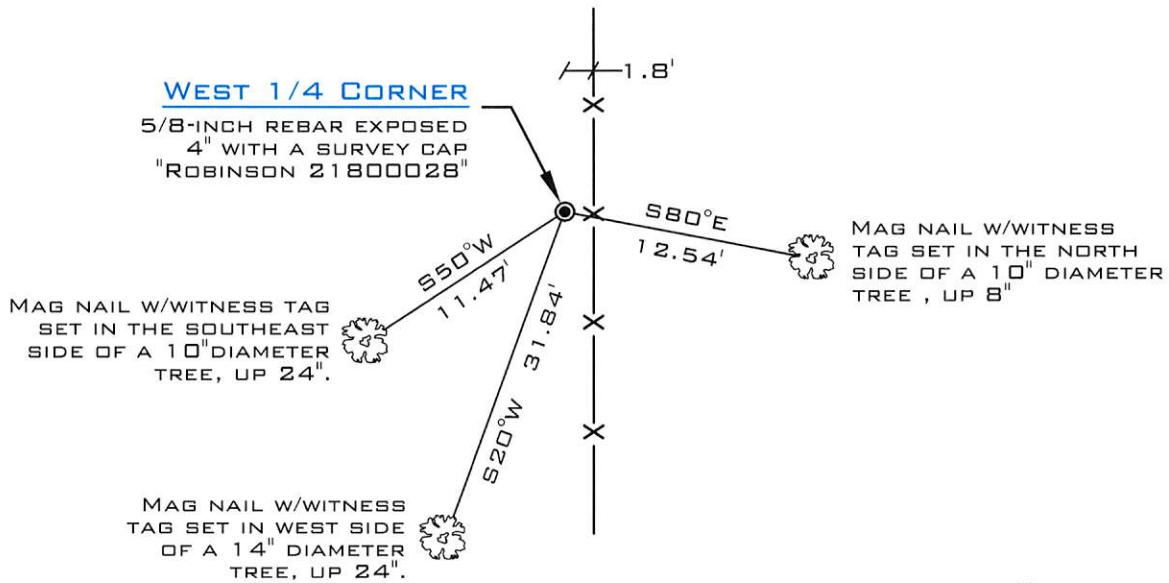 1.8'
WEST 1/4 CORNER
5/8-INCH REBAR EXPOSED
4" WITH A SURVEY CAP
"ROBINSON 21800028"
S80°E
12.54'
MAG NAIL W/WITNESS
TAG SET IN THE NORTH
SIDE OF A 10" DIAMETER
TREE , UP 8"
S50°W
11.47'
MAG NAIL W/WITNESS TAG
SET IN THE SOUTHEAST
SIDE OF A 10"DIAMETER
TREE, UP 24".
S20°W 31.84'
MAG NAIL W/WITNESS
TAG SET IN WEST SIDE
OF A 14" DIAMETER
TREE, UP 24".